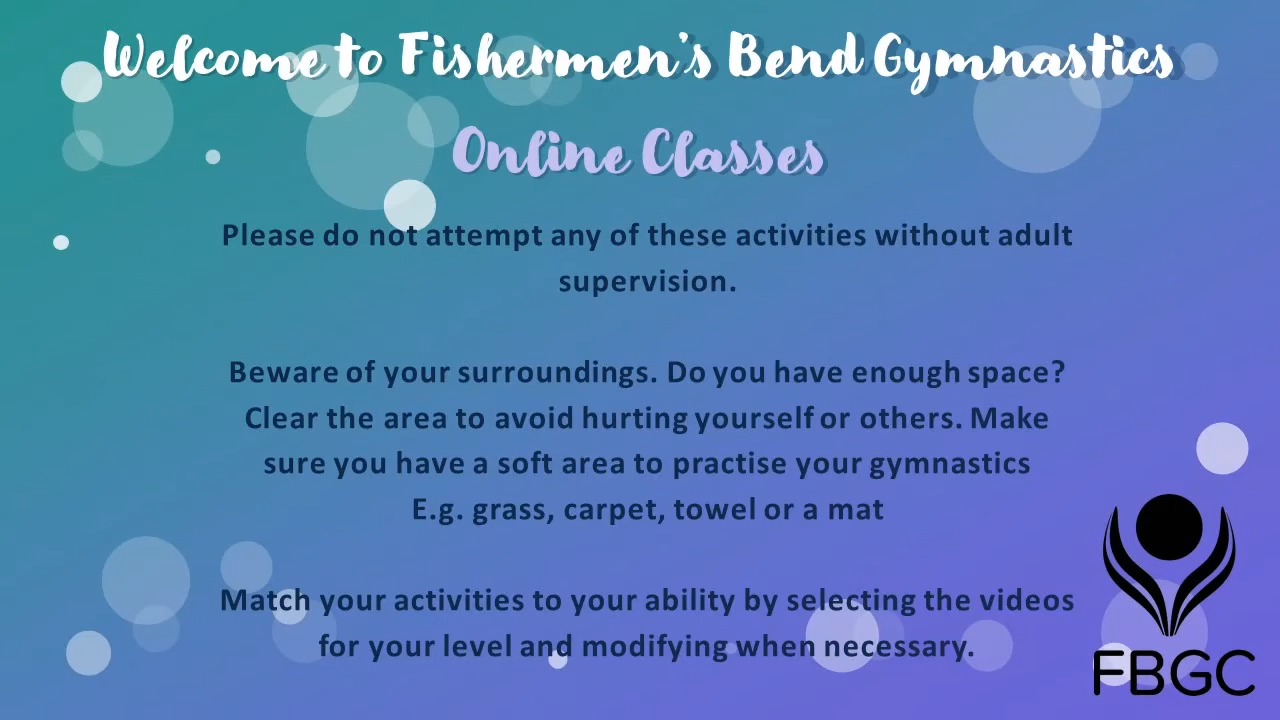 Welcome to Fishermen's Bend Gymnastics
Online Classes
Please do not attempt any of these activities without adult
supervision.
Beware of your surroundings. Do you have enough space?
Clear the area to avoid hurting yourself or others. Make
sure you have a soft area to practise your gymnastics
E.g. grass, carpet, towel or a mat
Match your activities to your ability by selecting the videos
for your level and modifying when necessary.
FBGC